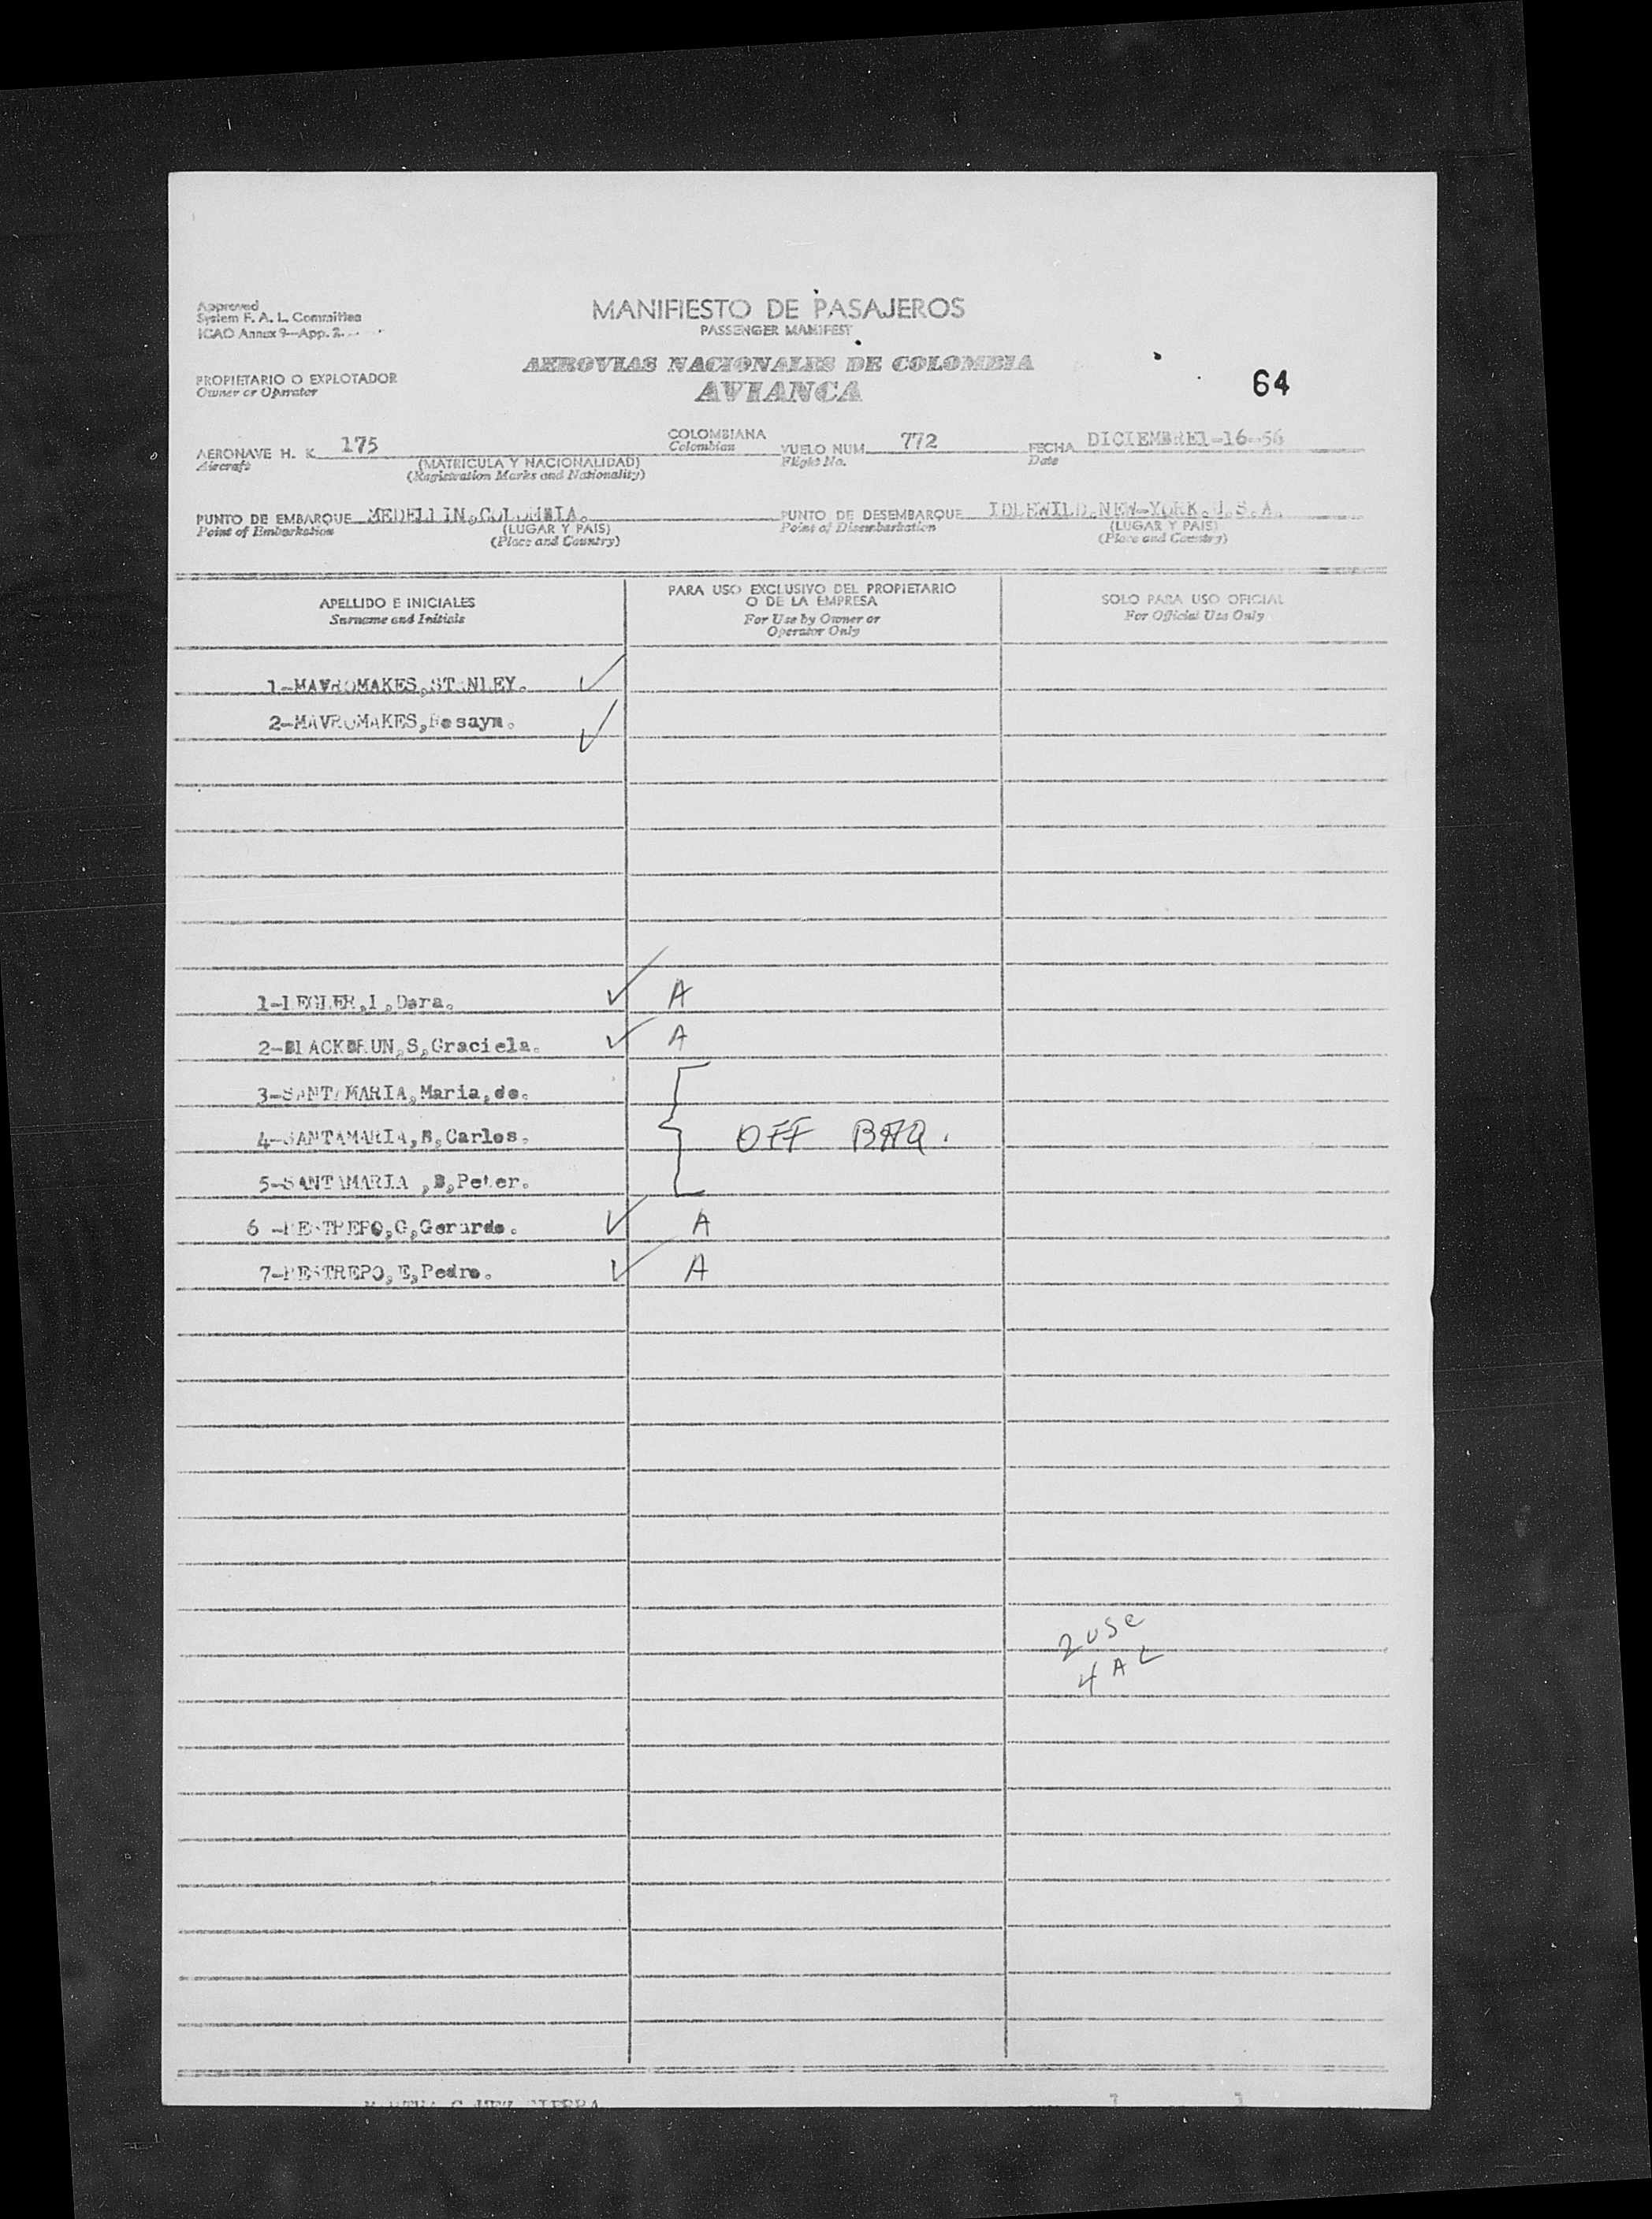 Approved
System F. A. L. Committee
ICAO Annex 9—App. 2
MANIFIESTO DE PASAJEROS
PASSENGER MANIFEST
AEROVIAS NACIONALES DE COLOMBIA
AVIANCA
64
PROPIETARIO O EXPLOTADOR
Owner or Operator
AERONAVE H. K. 175 COLOMBIANA VUELO NUM. 772 FECHA DICIEMBRE1-16-56
Aircraft (MATRICULA Y NACIONALIDAD) Colombian Flight No. Date
(Registration Marks and Nationality)
PUNTO DE EMBARQUE MEDELLIN,COLOMBIA. PUNTO DE DESEMBARQUE IDLEWILD.NEW-YORK.U.S.A.
Point of Embarkation (LUGAR Y PAIS) Point of Disembarkation (LUGAR Y PAIS)
(Place and Country) (Place and Country)
APELLIDO E INICIALES
Surname and Initials
PARA USO EXCLUSIVO DEL PROPIETARIO
O DE LA EMPRESA
For Use by Owner or
Operator Only
SOLO PARA USO OFICIAL
For Official Use Only
1-MAVROMAKES,STANLEY. ✓
2-MAVROMAKES, ✓
1-LEGLER,L,Dora. ✓ A
2-BLACKBRUN,S,Graciela. ✓ A
3-SANTAMARIA,Maria,de.
4-SANTAMARIA,B,Carlos. OFF BAQ.
5-SANTAMARIA ,B,Peter.
6 -RESTREPO,G,Gerardo. ✓ A
7-RESTREPO,E,Pedro. ✓ A
2 USC
4 AL